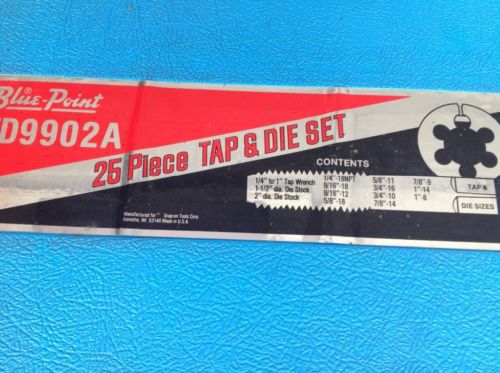 Blue-Point
D9902A
25 Piece TAP & DIE SET
CONTENTS
1/4" to 1" Tap Wrench 1/4"-18NPT 5/8"-11 7/8"-9
1-1/2" dia. Die Stock 9/16"-18 3/4"-16 1"-14
2" dia. Die Stock 9/16"-12 3/4"-10 1"-8
5/8"-18 7/8"-14
TAP &
DIE SIZES
Manufactured for Snap-on Tools Corp.
Kenosha, WI 53140 Made in U.S.A.